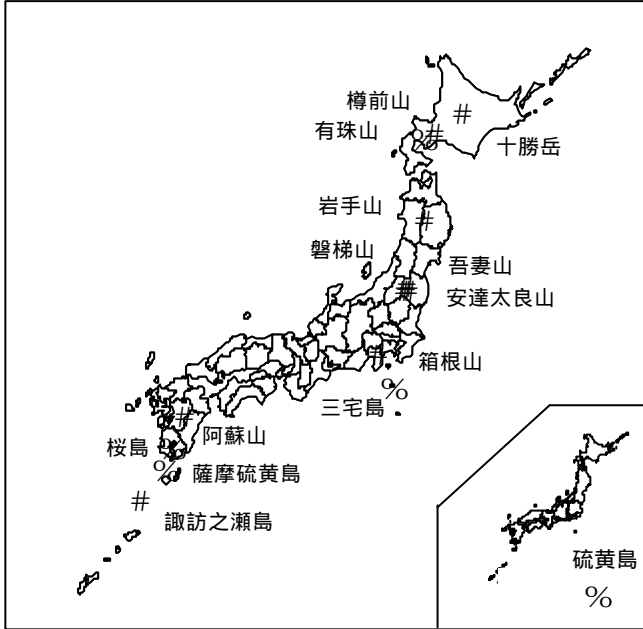 樽前山
#
#
%
有珠山
十勝岳
岩手山
#
磐梯山
吾妻山
#
安達太良山
#
箱根山
%
三宅島
#
阿蘇山
桜島
%
%
薩摩硫黄島
#
諏訪之瀬島
硫黄島
%